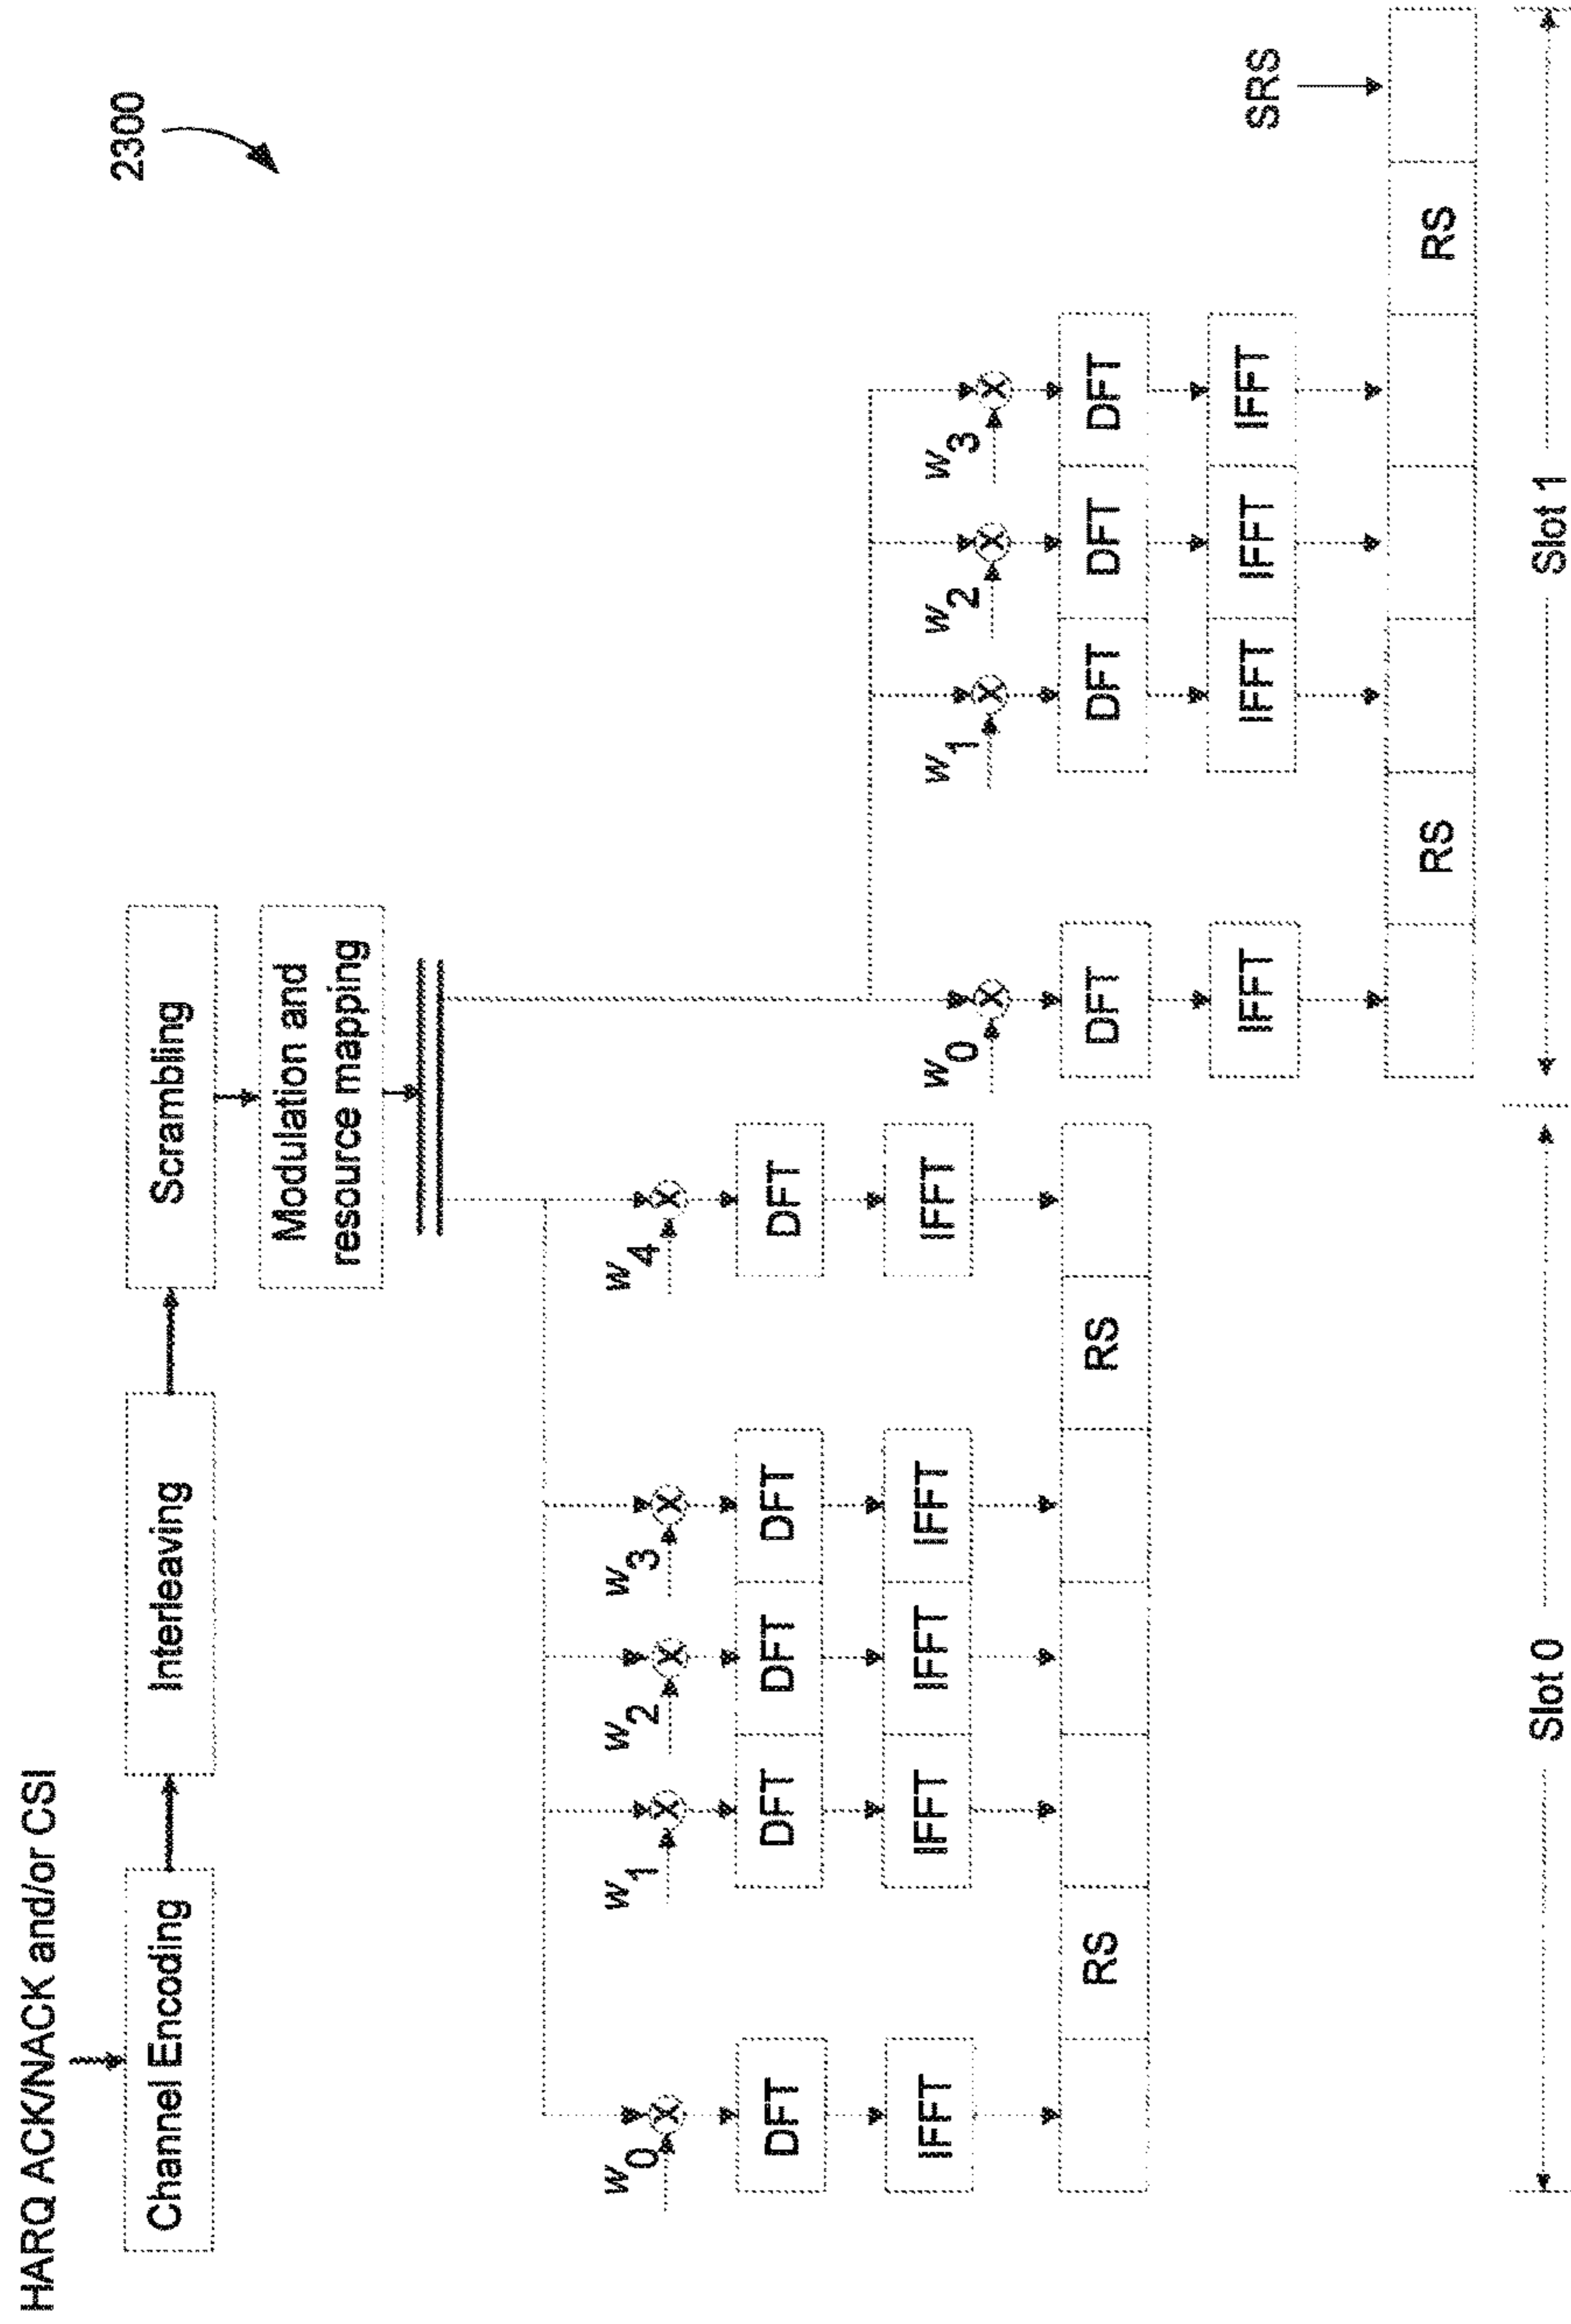 2300
HARQ ACK/NACK and/or CSI
Channel Encoding
Interleaving
Scrambling
Modulation and
resource mapping
w0
w1
w2
w3
w4
DFT
DFT
DFT
DFT
DFT
IFFT
IFFT
IFFT
IFFT
IFFT
RS
RS
w0
w1
w2
w3
DFT
DFT
DFT
DFT
IFFT
IFFT
IFFT
IFFT
SRS
RS
RS
Slot 0
Slot 1